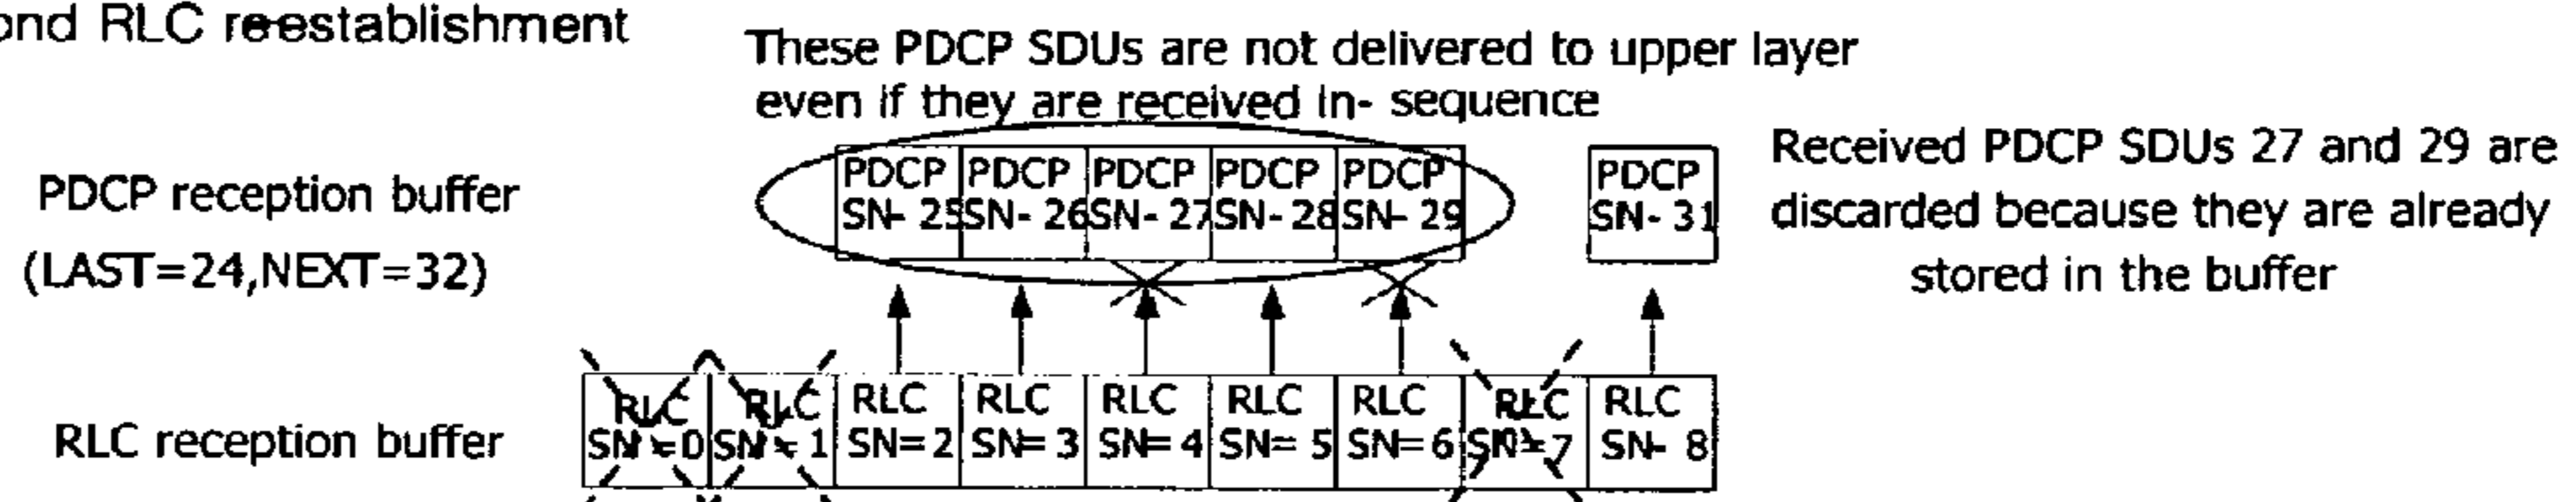 ond RLC re-establishment
These PDCP SDUs are not delivered to upper layer
even if they are received in- sequence
PDCP reception buffer
(LAST=24,NEXT=32)
PDCP SN- 25
PDCP SN- 26
PDCP SN- 27
PDCP SN- 28
PDCP SN- 29
PDCP SN- 31
Received PDCP SDUs 27 and 29 are
discarded because they are already
stored in the buffer
RLC reception buffer
RLC SN=0
RLC SN=1
RLC SN=2
RLC SN=3
RLC SN=4
RLC SN=5
RLC SN=6
RLC SN=7
RLC SN- 8